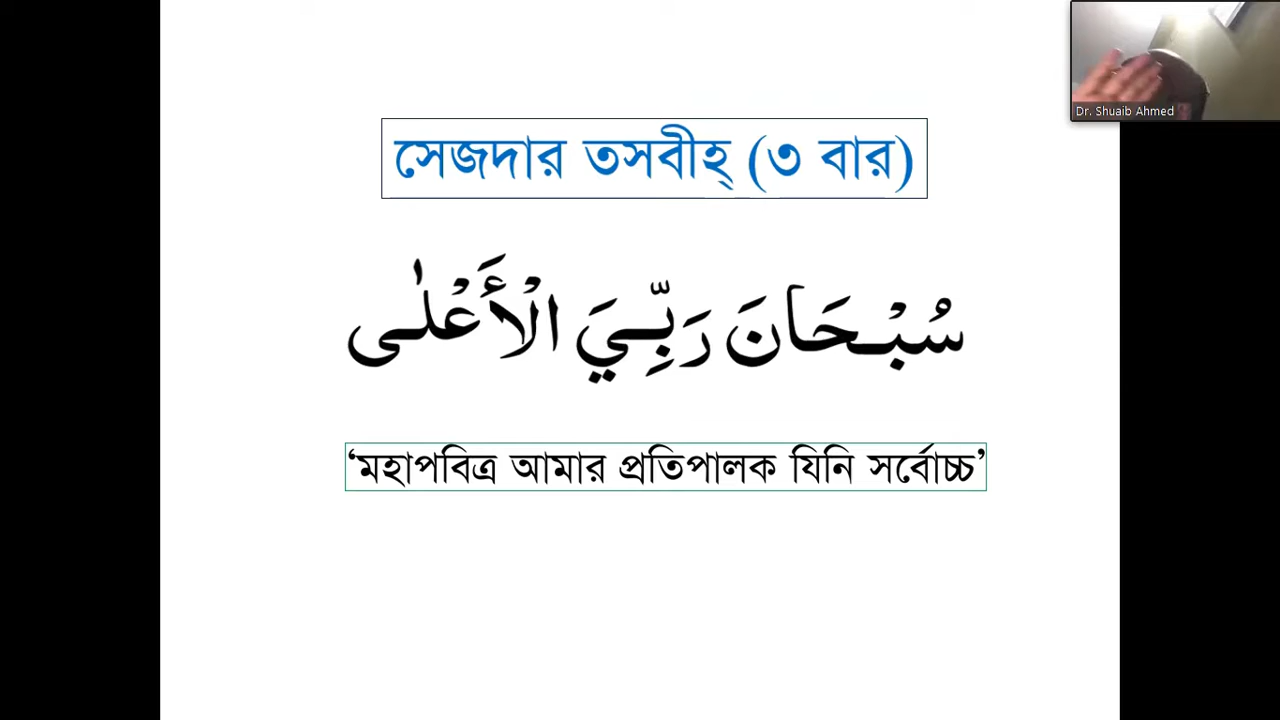 সেজদার তসবীহ্ (৩ বার)
سُبْحَانَ رَبِّيَ الْأَعْلٰى
‘মহাপবিত্র আমার প্রতিপালক যিনি সর্বোচ্চ’
Dr. Shuaib Ahmed